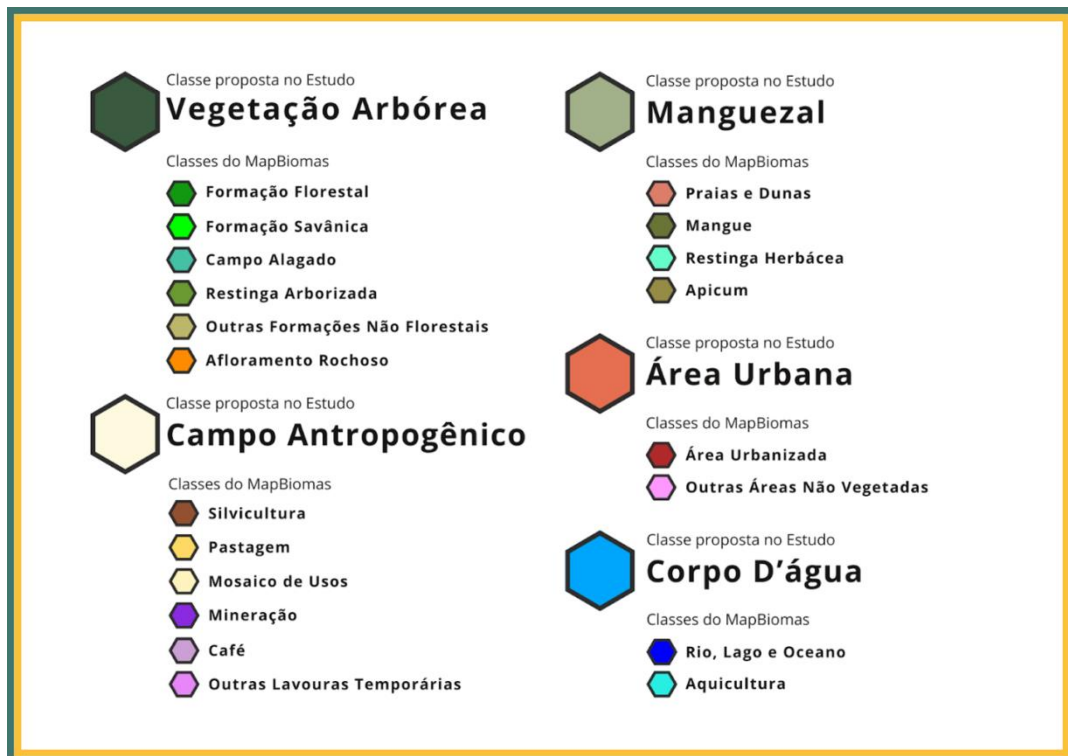 Classe proposta no Estudo
Vegetação Arbórea
Classes do MapBiomas
Formação Florestal
Formação Savânica
Campo Alagado
Restinga Arborizada
Outras Formações Não Florestais
Afloramento Rochoso
Classe proposta no Estudo
Campo Antropogênico
Classes do MapBiomas
Silvicultura
Pastagem
Mosaico de Usos
Mineração
Café
Outras Lavouras Temporárias
Classe proposta no Estudo
Manguezal
Classes do MapBiomas
Praias e Dunas
Mangue
Restinga Herbácea
Apicum
Classe proposta no Estudo
Área Urbana
Classes do MapBiomas
Área Urbanizada
Outras Áreas Não Vegetadas
Classe proposta no Estudo
Corpo D’água
Classes do MapBiomas
Rio, Lago e Oceano
Aquicultura